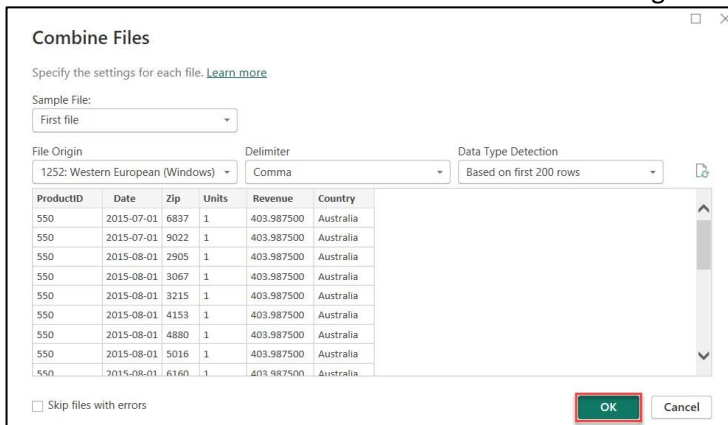 Combine Files
Specify the settings for each file. Learn more
Sample File:
First file
File Origin Delimiter Data Type Detection
1252: Western European (Windows) Comma Based on first 200 rows
ProductID Date Zip Units Revenue Country
550 2015-07-01 6837 1 403.987500 Australia
550 2015-07-01 9022 1 403.987500 Australia
550 2015-08-01 2905 1 403.987500 Australia
550 2015-08-01 3067 1 403.987500 Australia
550 2015-08-01 3215 1 403.987500 Australia
550 2015-08-01 4153 1 403.987500 Australia
550 2015-08-01 4880 1 403.987500 Australia
550 2015-08-01 5016 1 403.987500 Australia
550 2015-08-01 6160 1 403.987500 Australia
Skip files with errors OK Cancel